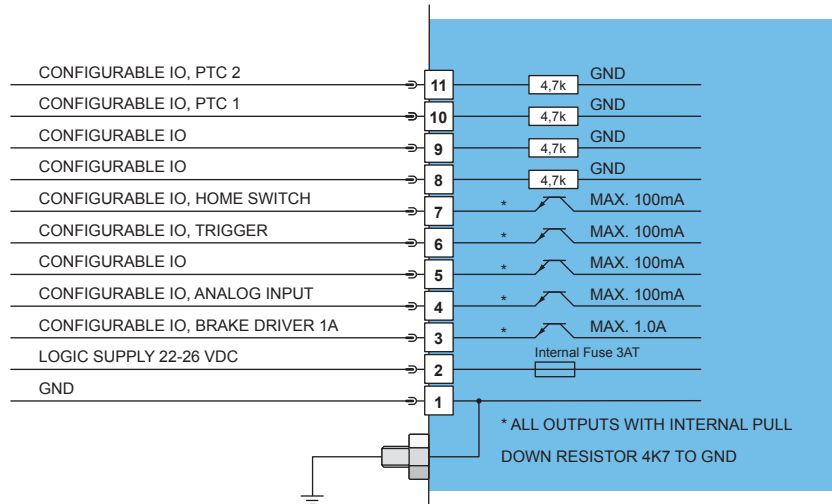 CONFIGURABLE IO, PTC 2 11 4,7k GND
CONFIGURABLE IO, PTC 1 10 4,7k GND
CONFIGURABLE IO 9 4,7k GND
CONFIGURABLE IO 8 4,7k GND
CONFIGURABLE IO, HOME SWITCH 7 * MAX. 100mA
CONFIGURABLE IO, TRIGGER 6 * MAX. 100mA
CONFIGURABLE IO 5 * MAX. 100mA
CONFIGURABLE IO, ANALOG INPUT 4 * MAX. 100mA
CONFIGURABLE IO, BRAKE DRIVER 1A 3 * MAX. 1.0A
LOGIC SUPPLY 22-26 VDC 2 Internal Fuse 3AT
GND 1
* ALL OUTPUTS WITH INTERNAL PULL
DOWN RESISTOR 4K7 TO GND